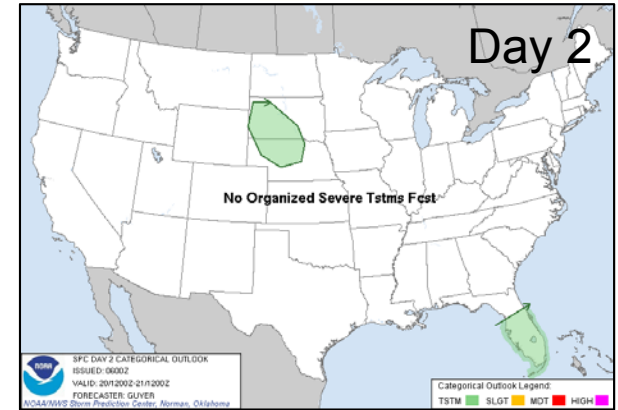 Day 2
No Organized Severe Tstms Fcst
NOAA
SPC DAY 2 CATEGORICAL OUTLOOK
ISSUED: 0600Z
VALID: 20/1200Z-21/1200Z
FORECASTER: GUYER
NOAA/NWS Storm Prediction Center, Norman, Oklahoma
Categorical Outlook Legend:
TSTM SLGT MDT HIGH